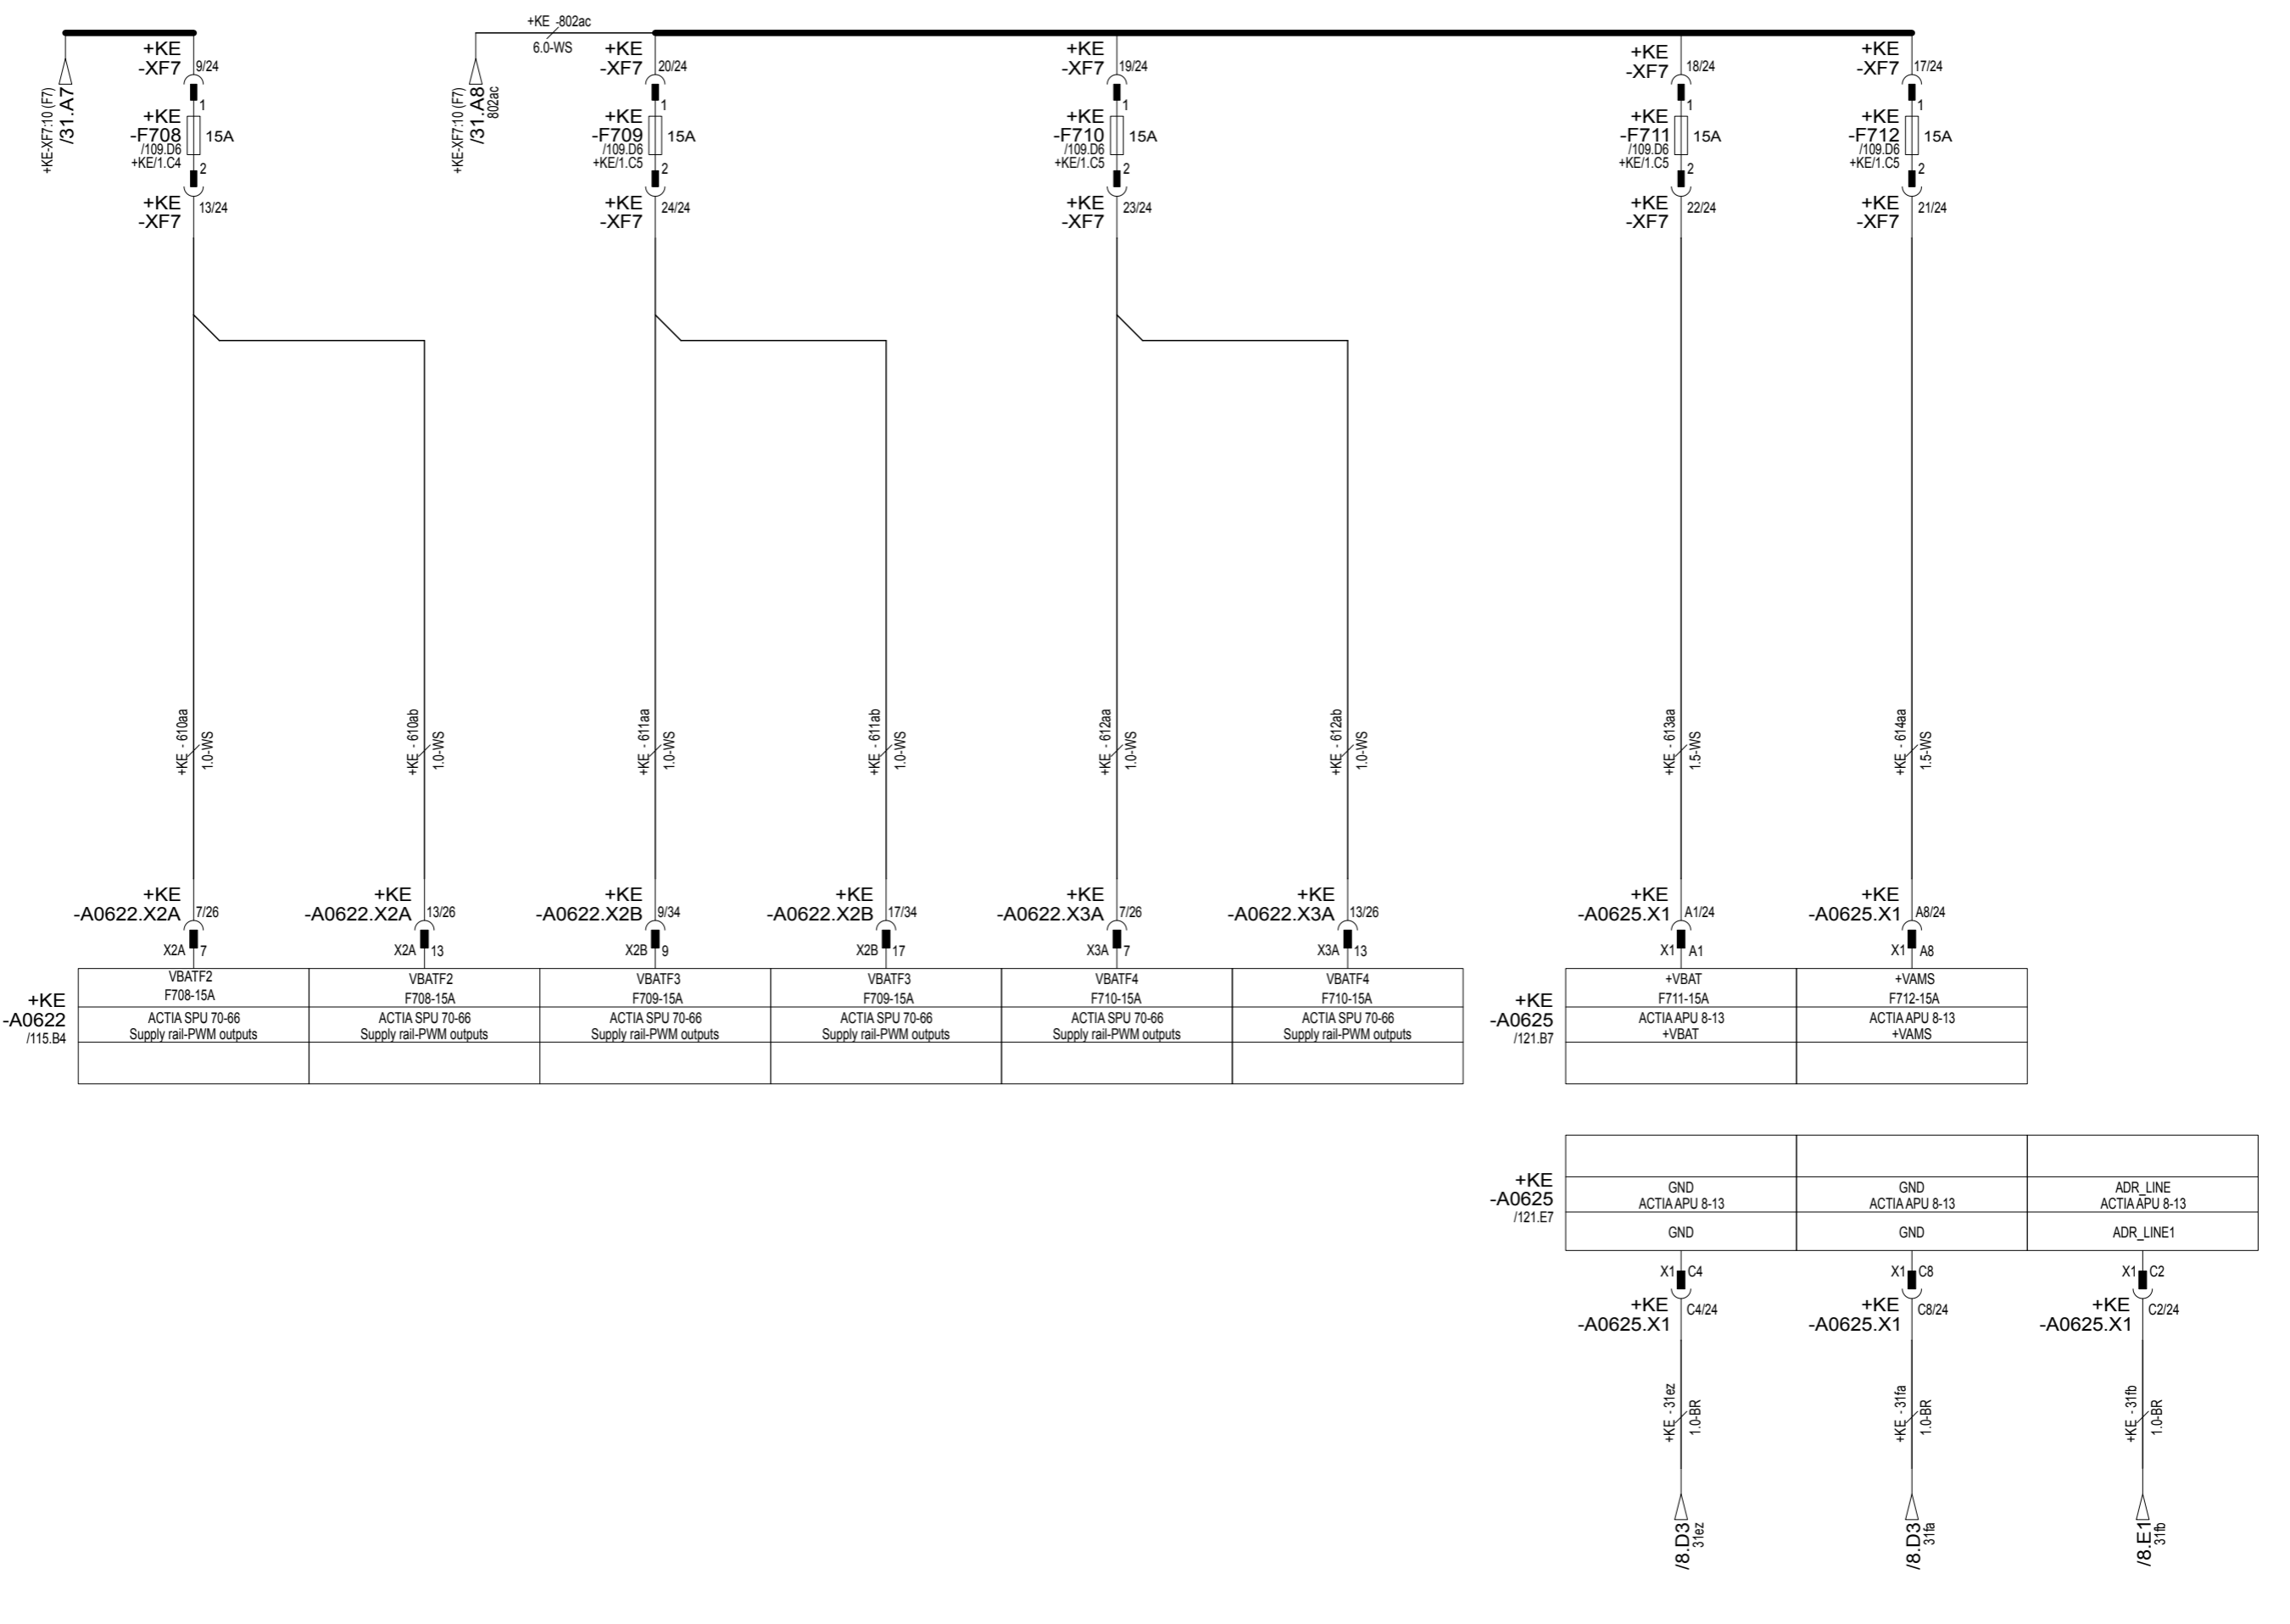 +KE -802ac
6.0-WS
+KE-XF7:10 (F7)
/31.A7
+KE
-XF7
9/24
1
+KE
-F708
/109.D6
+KE/1.C4
15A
2
+KE
-XF7
13/24
+KE-XF7:10 (F7)
/31.A8
802ac
+KE
-XF7
20/24
1
+KE
-F709
/109.D6
+KE/1.C5
15A
2
+KE
-XF7
24/24
+KE
-XF7
19/24
1
+KE
-F710
/109.D6
+KE/1.C5
15A
2
+KE
-XF7
23/24
+KE
-XF7
18/24
1
+KE
-F711
/109.D6
+KE/1.C5
15A
2
+KE
-XF7
22/24
+KE
-XF7
17/24
1
+KE
-F712
/109.D6
+KE/1.C5
15A
2
+KE
-XF7
21/24
+KE - 610aa
1.0-WS
+KE - 610ab
1.0-WS
+KE - 611aa
1.0-WS
+KE - 611ab
1.0-WS
+KE - 612aa
1.0-WS
+KE - 612ab
1.0-WS
+KE - 613aa
1.5-WS
+KE - 614aa
1.5-WS
+KE
-A0622.X2A
7/26
X2A 7
+KE
-A0622.X2A
13/26
X2A 13
+KE
-A0622.X2B
9/34
X2B 9
+KE
-A0622.X2B
17/34
X2B 17
+KE
-A0622.X3A
7/26
X3A 7
+KE
-A0622.X3A
13/26
X3A 13
+KE
-A0625.X1
A1/24
X1 A1
+KE
-A0625.X1
A8/24
X1 A8
+KE
-A0622
/115.B4
VBATF2
F708-15A
ACTIA SPU 70-66
Supply rail-PWM outputs
VBATF2
F708-15A
ACTIA SPU 70-66
Supply rail-PWM outputs
VBATF3
F709-15A
ACTIA SPU 70-66
Supply rail-PWM outputs
VBATF3
F709-15A
ACTIA SPU 70-66
Supply rail-PWM outputs
VBATF4
F710-15A
ACTIA SPU 70-66
Supply rail-PWM outputs
VBATF4
F710-15A
ACTIA SPU 70-66
Supply rail-PWM outputs
+KE
-A0625
/121.B7
+VBAT
F711-15A
ACTIA APU 8-13
+VBAT
+VAMS
F712-15A
ACTIA APU 8-13
+VAMS
+KE
-A0625
/121.E7
GND
ACTIA APU 8-13
GND
GND
ACTIA APU 8-13
GND
ADR_LINE
ACTIA APU 8-13
ADR_LINE1
X1 C4
+KE
-A0625.X1
C4/24
X1 C8
+KE
-A0625.X1
C8/24
X1 C2
+KE
-A0625.X1
C2/24
+KE - 31ez
1.0-BR
+KE - 31fa
1.0-BR
+KE - 31fb
1.0-BR
/8.D3
31ez
/8.D3
31fa
/8.E1
31fb